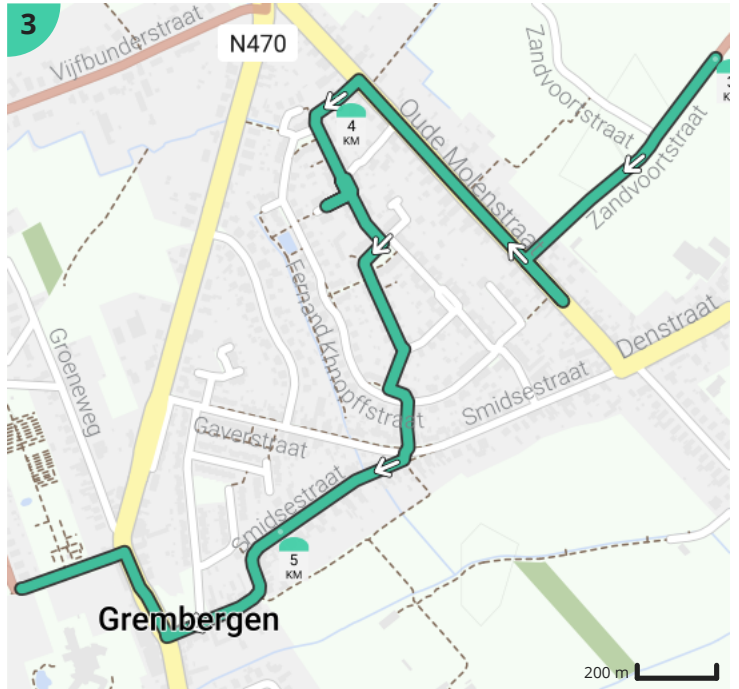 3
N470
Vijfbunderstraat
Zandvoortstraat
3
4
KM
Oude Molenstraat
Zandvoortstraat
Fernand Khnopffstraat
Denstraat
Groeneweg
Smidsestraat
Gaverstraat
Smidsestraat
5
KM
Grembergen
200 m